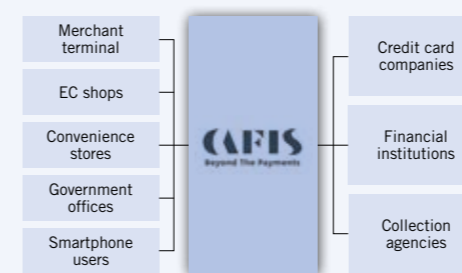 Merchant
terminal
EC shops
Convenience
stores
Government
offices
Smartphone
users
CAFIS
Beyond The Payments
Credit card
companies
Financial
institutions
Collection
agencies